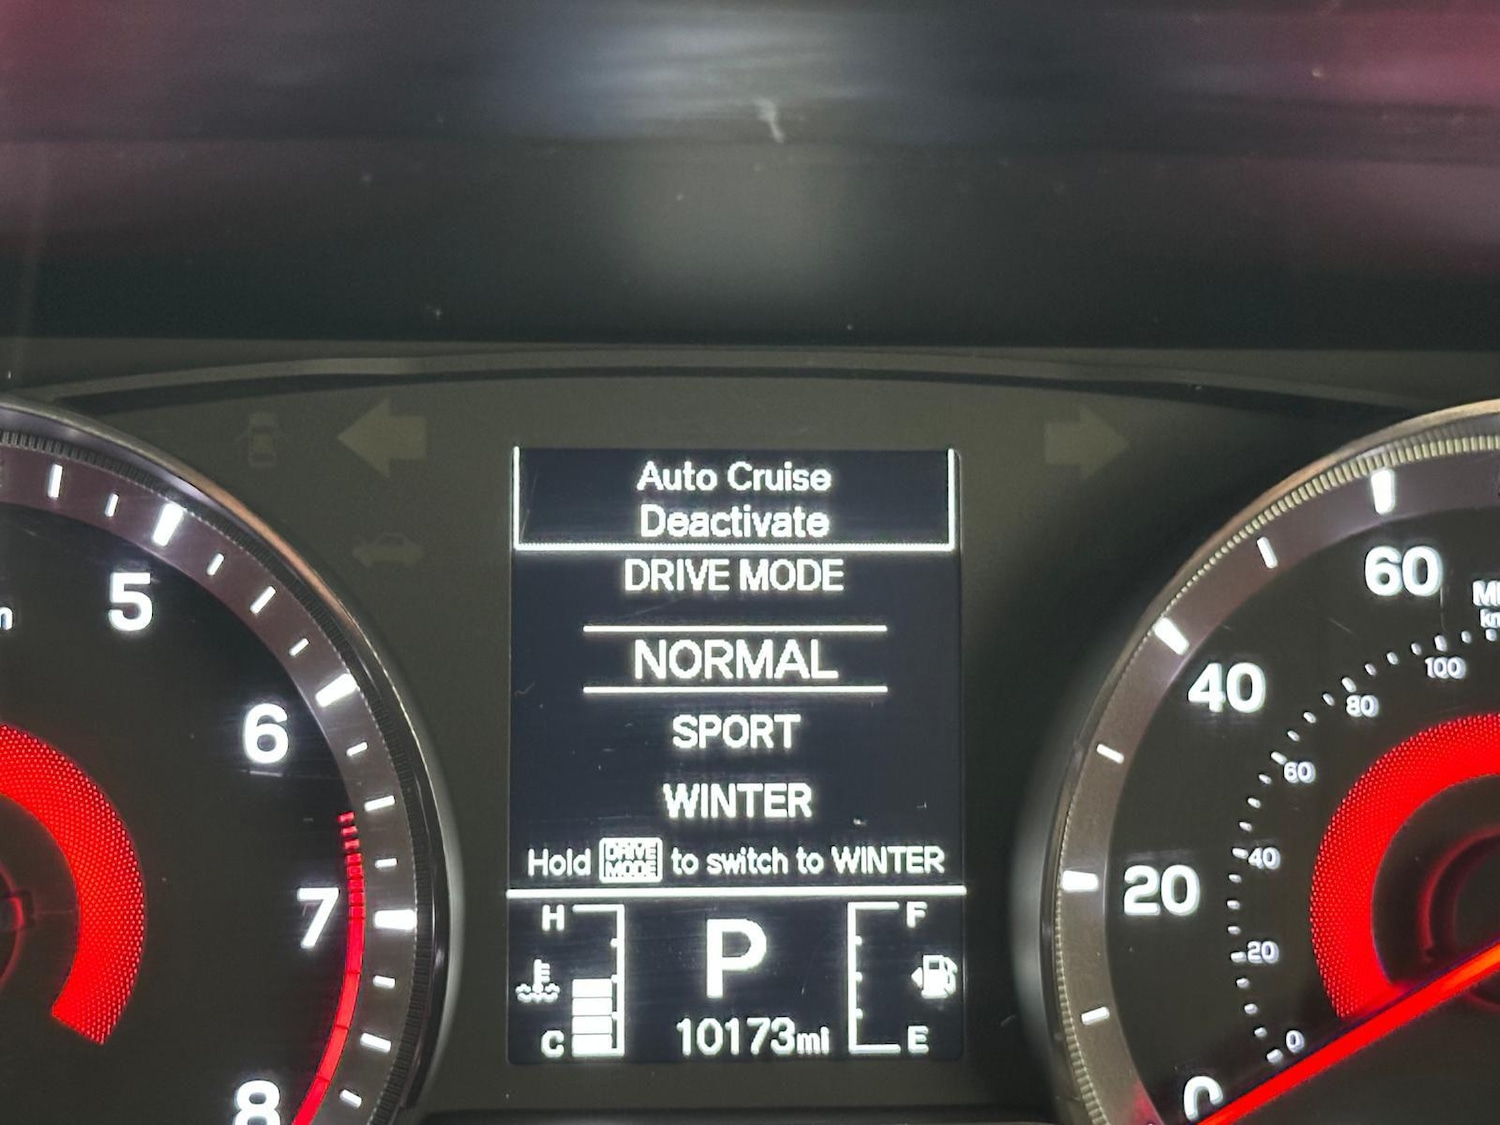 Auto Cruise
Deactivate
DRIVE MODE
NORMAL
SPORT
WINTER
Hold DRIVE MODE to switch to WINTER
H
C
P
10173mi
F
E
5
6
7
8
60
40
20
0
100
80
60
40
20
0